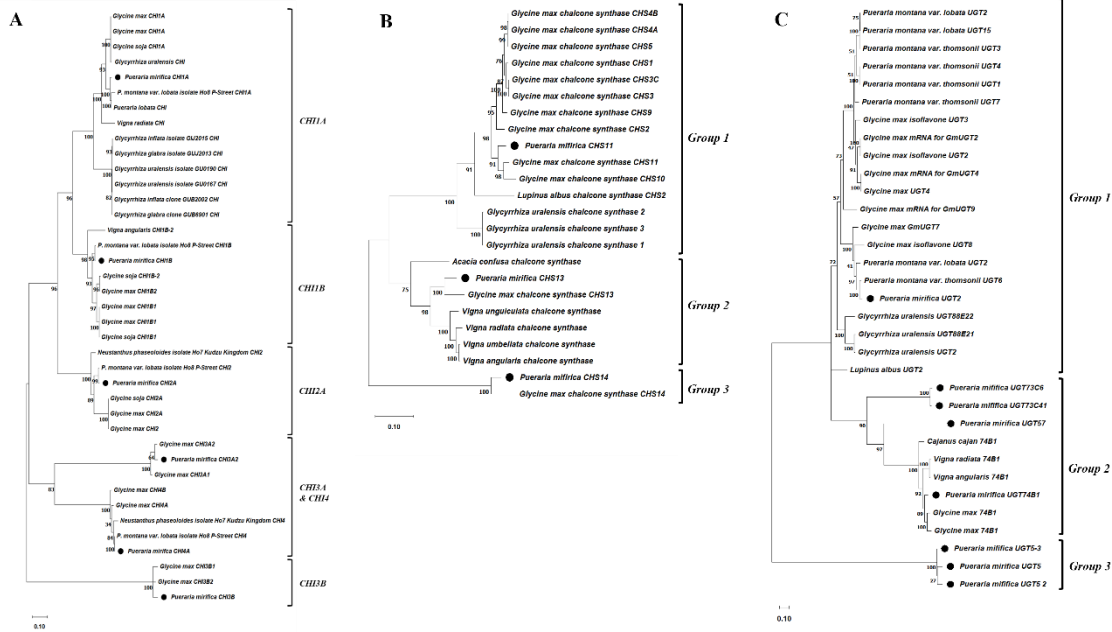 A
Glycine max CHI1A
Glycine max CHI1A
Glycine soja CHI1A
Glycyrrhiza uralensis CHI
Pueraria mirifica CHI1A
P. montana var. lobata isolate Ho8 P-Street CHI1A
Pueraria lobata CHI
Vigna radiata CHI
Glycyrrhiza inflata isolate GUJ2015 CHI
Glycyrrhiza glabra isolate GUJ2013 CHI
Glycyrrhiza uralensis isolate GU0190 CHI
Glycyrrhiza uralensis isolate GU0167 CHI
Glycyrrhiza inflata clone GUB2002 CHI
Glycyrrhiza glabra clone GUB8901 CHI
CHI1A
Vigna angularis CHI1B-2
P. montana var. lobata isolate Ho8 P-Street CHI1B
Pueraria mirifica CHI1B
Glycine soja CHI1B-2
Glycine max CHI1B2
Glycine max CHI1B1
Glycine max CHI1B1
Glycine soja CHI1B1
CHI1B
Neustanthus phaseoloides isolate Ho7 Kudzu Kingdom CHI2
P. montana var. lobata isolate Ho8 P-Street CHI2
Pueraria mirifica CHI2A
Glycine soja CHI2A
Glycine max CHI2A
Glycine max CHI2
CHI2A
Glycine max CHI3A2
Pueraria mirifica CHI3A2
Glycine max CHI3A1
Glycine max CHI4B
Glycine max CHI4A
Neustanthus phaseoloides isolate Ho7 Kudzu Kingdom CHI4
P. montana var. lobata isolate Ho8 P-Street CHI4
Pueraria mirifca CHI4A
CHI3A
& CHI4
Glycine max CHI3B1
Glycine max CHI3B2
Pueraria mirifica CHI3B
CHI3B
0.10
B
Glycine max chalcone synthase CHS4B
Glycine max chalcone synthase CHS4A
Glycine max chalcone synthase CHS5
Glycine max chalcone synthase CHS1
Glycine max chalcone synthase CHS3C
Glycine max chalcone synthase CHS3
Glycine max chalcone synthase CHS9
Glycine max chalcone synthase CHS2
Pueraria mifirica CHS11
Glycine max chalcone synthase CHS11
Glycine max chalcone synthase CHS10
Lupinus albus chalcone synthase CHS2
Glycyrrhiza uralensis chalcone synthase 2
Glycyrrhiza uralensis chalcone synthase 3
Glycyrrhiza uralensis chalcone synthase 1
Group 1
Acacia confusa chalcone synthase
Pueraria mirifica CHS13
Glycine max chalcone synthase CHS13
Vigna unguiculata chalcone synthase
Vigna radiata chalcone synthase
Vigna umbellata chalcone synthase
Vigna angularis chalcone synthase
Group 2
Pueraria mifirica CHS14
Glycine max chalcone synthase CHS14
Group 3
0.10
C
Pueraria montana var. lobata UGT2
Pueraria montana var. lobata UGT15
Pueraria montana var. thomsonii UGT3
Pueraria montana var. thomsonii UGT4
Pueraria montana var. thomsonii UGT1
Pueraria montana var. thomsonii UGT7
Glycine max isoflavone UGT3
Glycine max mRNA for GmUGT2
Glycine max isoflavone UGT2
Glycine max mRNA for GmUGT4
Glycine max UGT4
Glycine max mRNA for GmUGT9
Glycine max GmUGT7
Glycine max isoflavone UGT8
Pueraria montana var. lobata UGT2
Pueraria montana var. thomsonii UGT6
Pueraria mirifica UGT2
Glycyrrhiza uralensis UGT88E22
Glycyrrhiza uralensis UGT88E21
Glycyrrhiza uralensis UGT2
Lupinus albus UGT2
Group 1
Pueraria mififica UGT73C6
Pueraria mififica UGT73C41
Pueraria mirifica UGT57
Cajanus cajan 74B1
Vigna radiata 74B1
Vigna angularis 74B1
Pueraria mirifica UGT74B1
Glycine max 74B1
Glycine max 74B1
Group 2
Pueraria mififica UGT5-3
Pueraria mififica UGT5
Pueraria mififica UGT5 2
Group 3
0.10